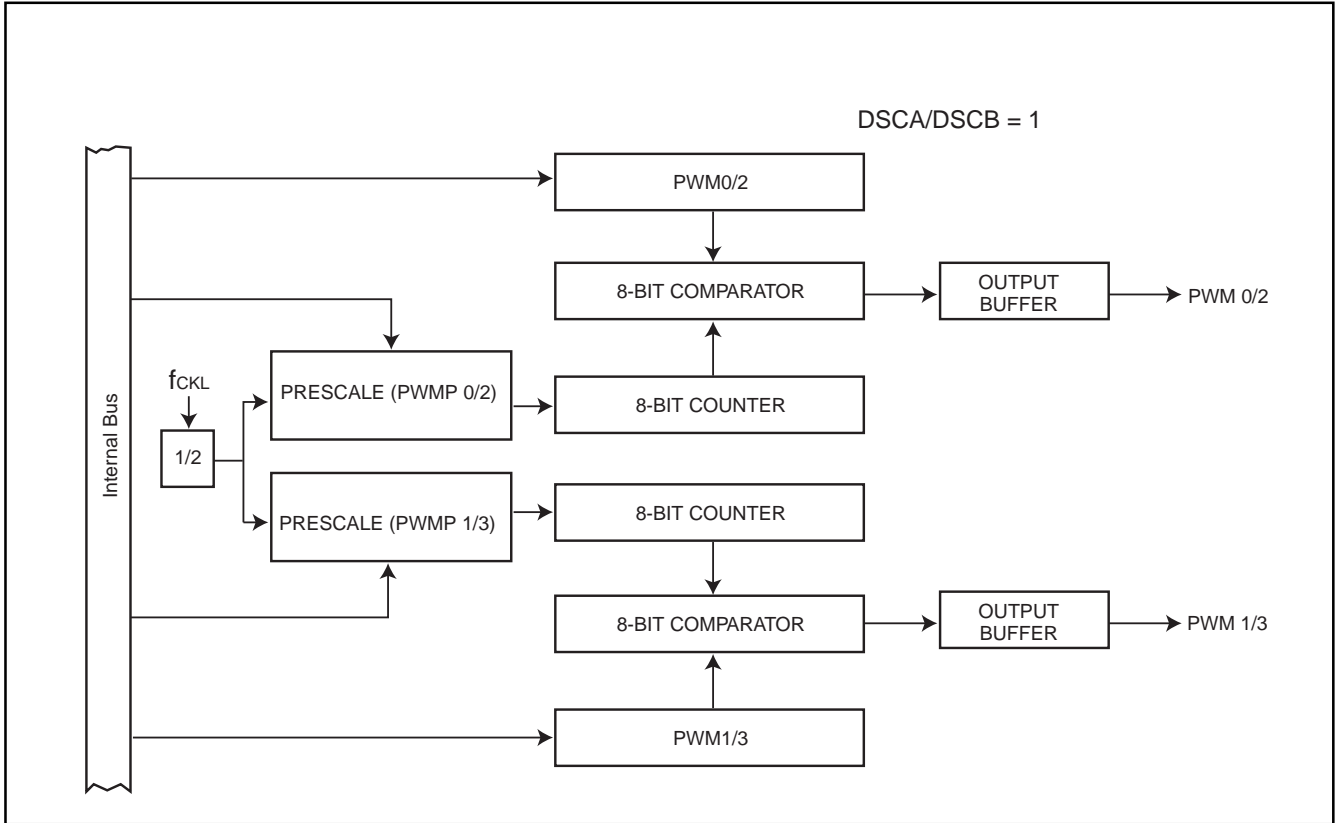 DSCA/DSCB = 1
PWM0/2
8-BIT COMPARATOR
OUTPUT
BUFFER
PWM 0/2
fCKL
PRESCALE (PWMP 0/2)
8-BIT COUNTER
1/2
Internal Bus
PRESCALE (PWMP 1/3)
8-BIT COUNTER
8-BIT COMPARATOR
OUTPUT
BUFFER
PWM 1/3
PWM1/3